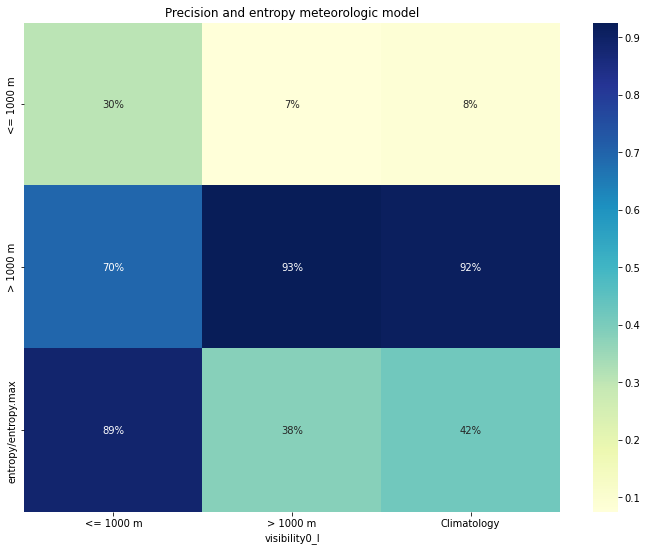 Precision and entropy meteorologic model
<= 1000 m
30%
7%
8%
> 1000 m
70%
93%
92%
entropy/entropy.max
89%
38%
42%
<= 1000 m
> 1000 m
Climatology
visibility0_l
0.9
0.8
0.7
0.6
0.5
0.4
0.3
0.2
0.1